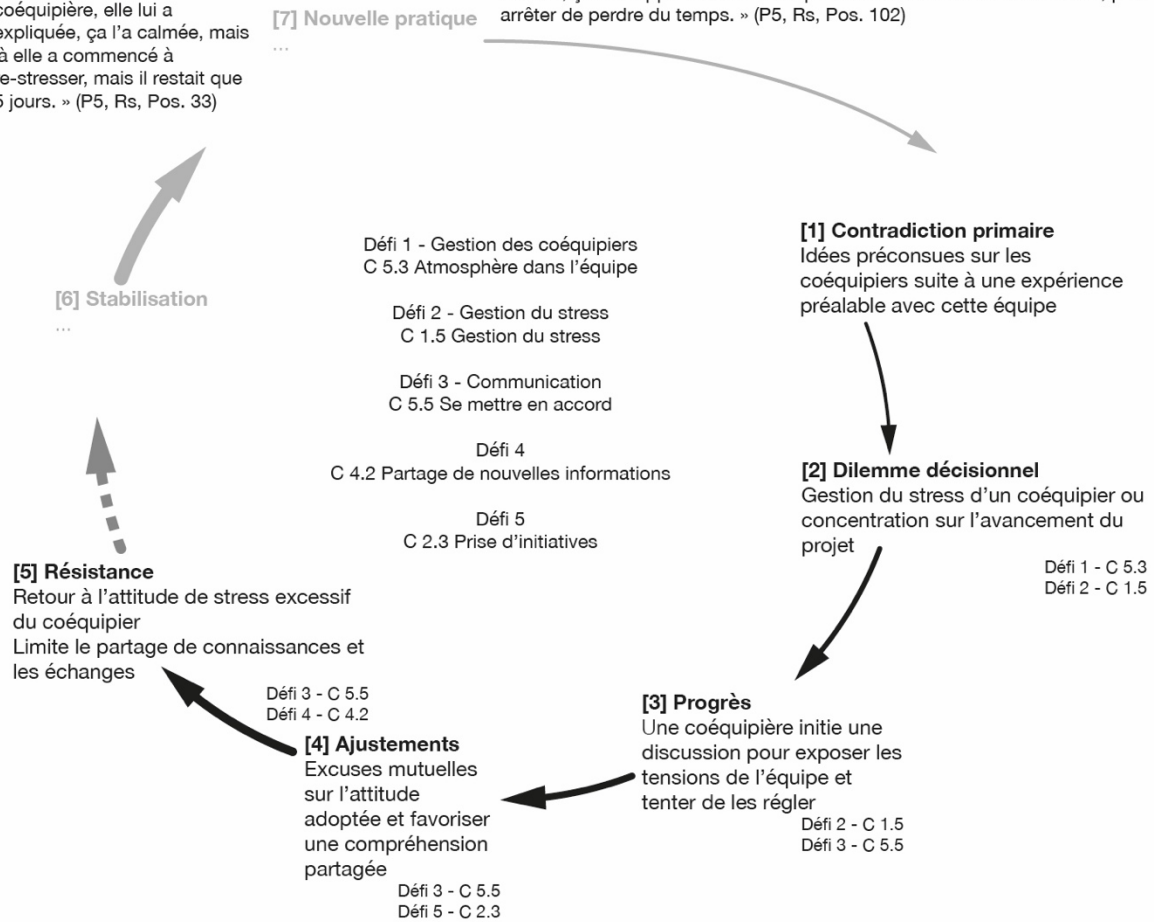 coéquipière, elle lui a
expliquée, ça l'a calmée, mais
à elle a commencé à
e-stresser, mais il restait que
5 jours. » (P5, Rs, Pos. 33)
[7] Nouvelle pratique
...
arrêter de perdre du temps. » (P5, Rs, Pos. 102)
[1] Contradiction primaire
Idées préconsues sur les
coéquipiers suite à une expérience
préalable avec cette équipe
Défi 1 - Gestion des coéquipiers
C 5.3 Atmosphère dans l'équipe
Défi 2 - Gestion du stress
C 1.5 Gestion du stress
Défi 3 - Communication
C 5.5 Se mettre en accord
Défi 4
C 4.2 Partage de nouvelles informations
Défi 5
C 2.3 Prise d'initiatives
[6] Stabilisation
...
[2] Dilemme décisionnel
Gestion du stress d'un coéquipier ou
concentration sur l'avancement du
projet
Défi 1 - C 5.3
Défi 2 - C 1.5
[3] Progrès
Une coéquipière initie une
discussion pour exposer les
tensions de l'équipe et
tenter de les régler
Défi 2 - C 1.5
Défi 3 - C 5.5
[4] Ajustements
Excuses mutuelles
sur l'attitude
adoptée et favoriser
une compréhension
partagée
Défi 3 - C 5.5
Défi 5 - C 2.3
[5] Résistance
Retour à l'attitude de stress excessif
du coéquipier
Limite le partage de connaissances et
les échanges
Défi 3 - C 5.5
Défi 4 - C 4.2